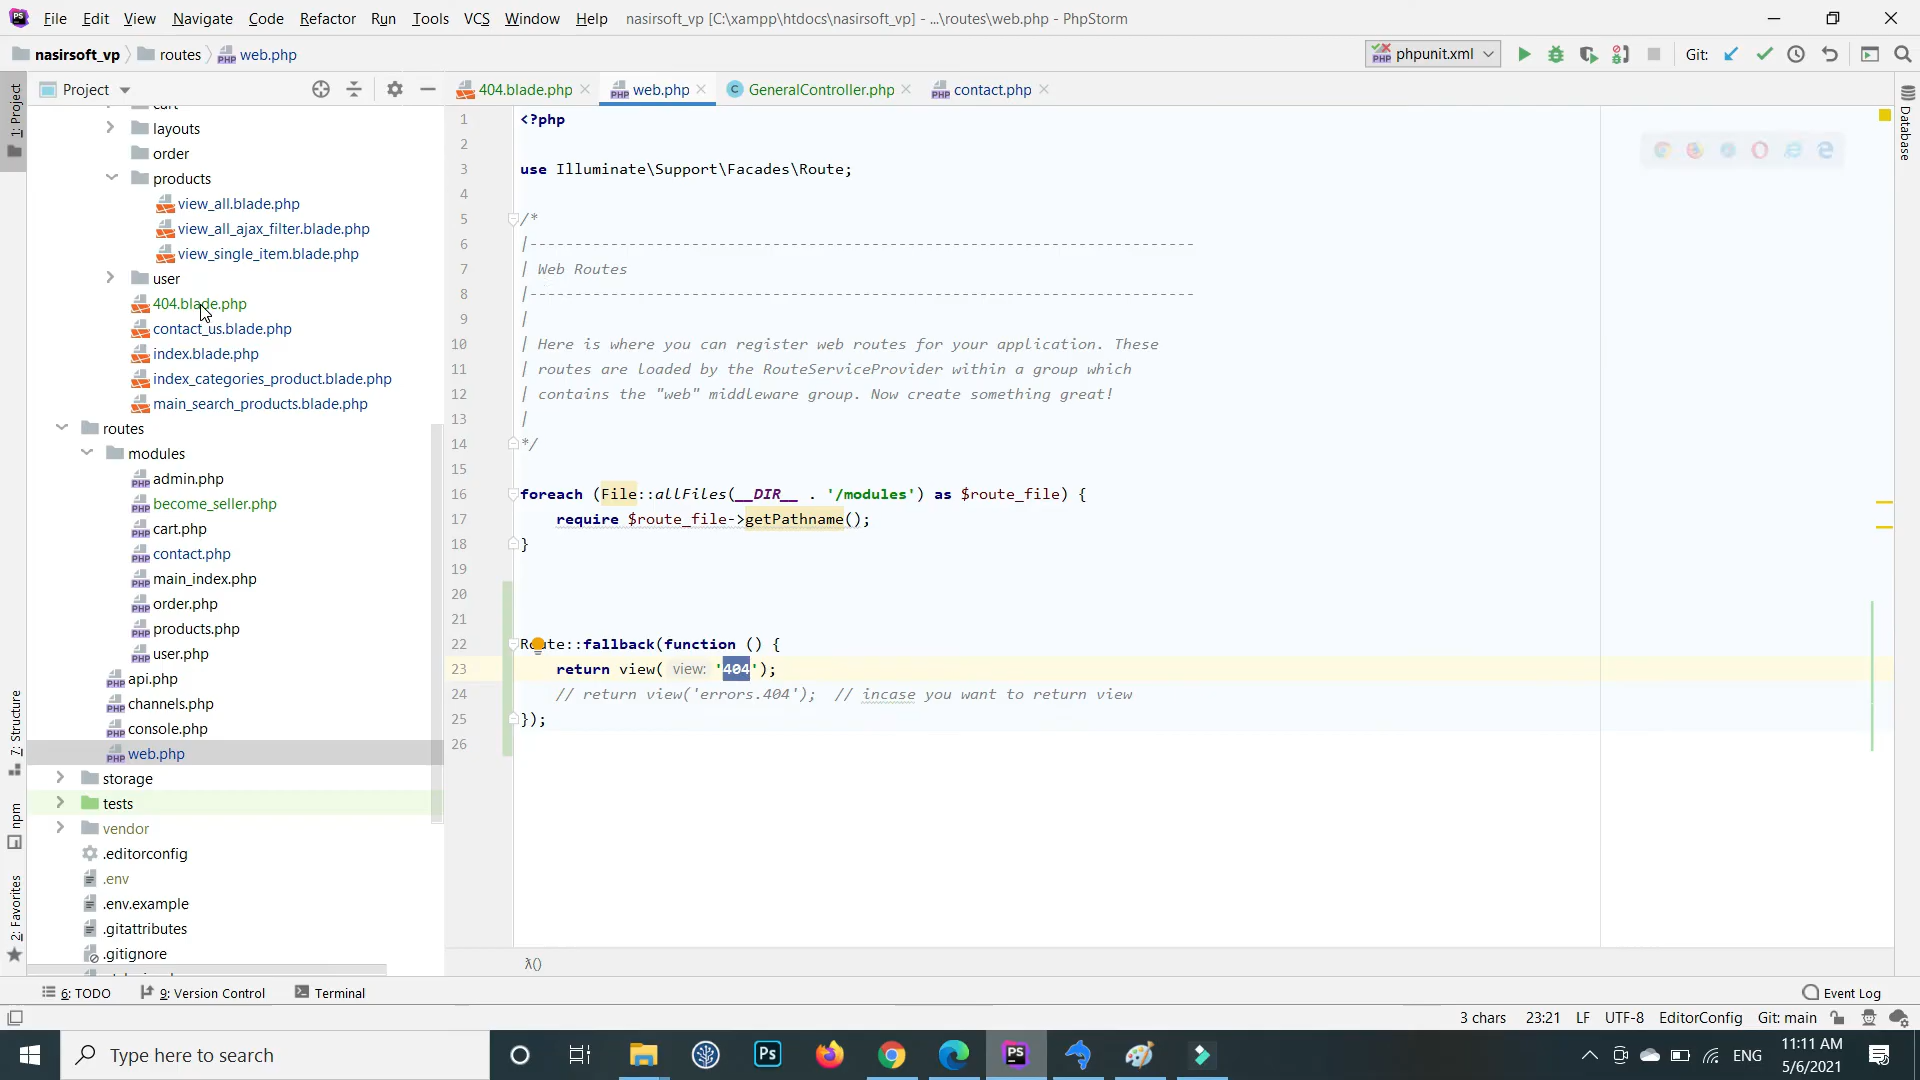 File Edit View Navigate Code Refactor Run Tools VCS Window Help nasirsoft_vp [C:\xampp\htdocs\nasirsoft_vp] - ...\routes\web.php - PhpStorm
nasirsoft_vp routes web.php phpunit.xml Git:
Project 404.blade.php web.php GeneralController.php contact.php
layouts
order
products
view_all.blade.php
view_all_ajax_filter.blade.php
view_single_item.blade.php
user
404.blade.php
contact_us.blade.php
index.blade.php
index_categories_product.blade.php
main_search_products.blade.php
routes
modules
admin.php
become_seller.php
cart.php
contact.php
main_index.php
order.php
products.php
user.php
api.php
channels.php
console.php
web.php
storage
tests
vendor
.editorconfig
.env
.env.example
.gitattributes
.gitignore
1: Project
7: Structure
npm
2: Favorites
Database
1 <?php
2
3 use Illuminate\Support\Facades\Route;
4
5 /*
6 |--------------------------------------------------------------------------
7 | Web Routes
8 |--------------------------------------------------------------------------
9 |
10 | Here is where you can register web routes for your application. These
11 | routes are loaded by the RouteServiceProvider within a group which
12 | contains the "web" middleware group. Now create something great!
13 |
14 */
15
16 foreach (File::allFiles(__DIR__ . '/modules') as $route_file) {
17 require $route_file->getPathname();
18 }
19
20
21
22 Route::fallback(function () {
23 return view( view: '404');
24 // return view('errors.404'); // incase you want to return view
25 });
26
λ()
6: TODO 9: Version Control Terminal Event Log
3 chars 23:21 LF UTF-8 EditorConfig Git: main
Type here to search Ps PS ENG 11:11 AM
5/6/2021